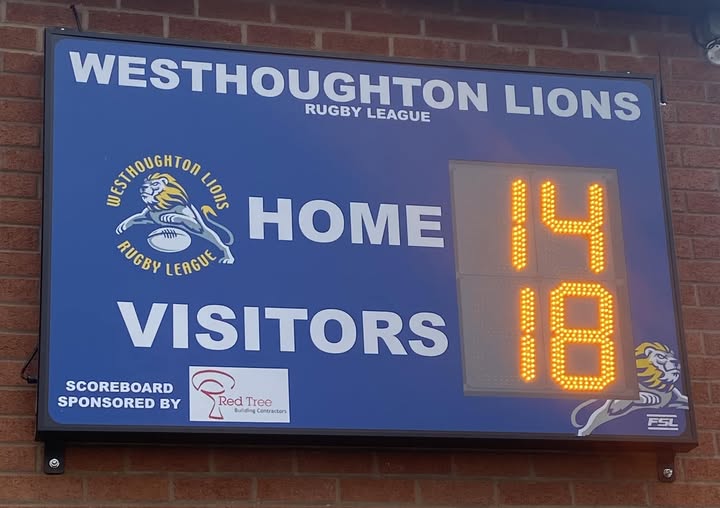 WESTHOUGHTON LIONS
RUGBY LEAGUE
WESTHOUGHTON LIONS
RUGBY LEAGUE
HOME 14
VISITORS 18
SCOREBOARD
SPONSORED BY
Red Tree
Building Contractors
FSL